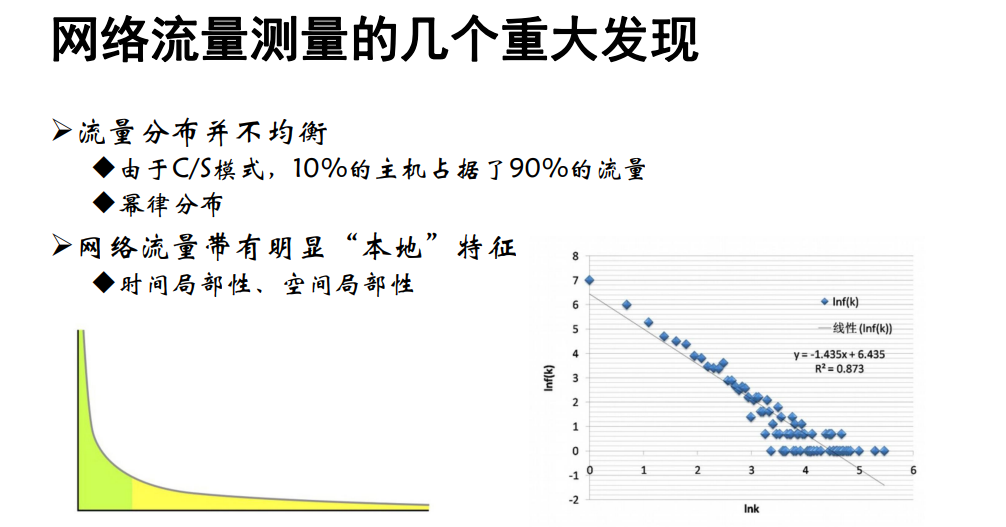 网络流量测量的几个重大发现
➢流量分布并不均衡
◆由于C/S模式，10%的主机占据了90%的流量
◆幂律分布
➢网络流量带有明显“本地”特征
◆时间局部性、空间局部性
8
7
6
5
4
3
2
1
0
-1
-2
0 1 2 3 4 5 6
lnf(k)
lnk
lnf(k)
线性 (lnf(k))
y = -1.435x + 6.435
R² = 0.873